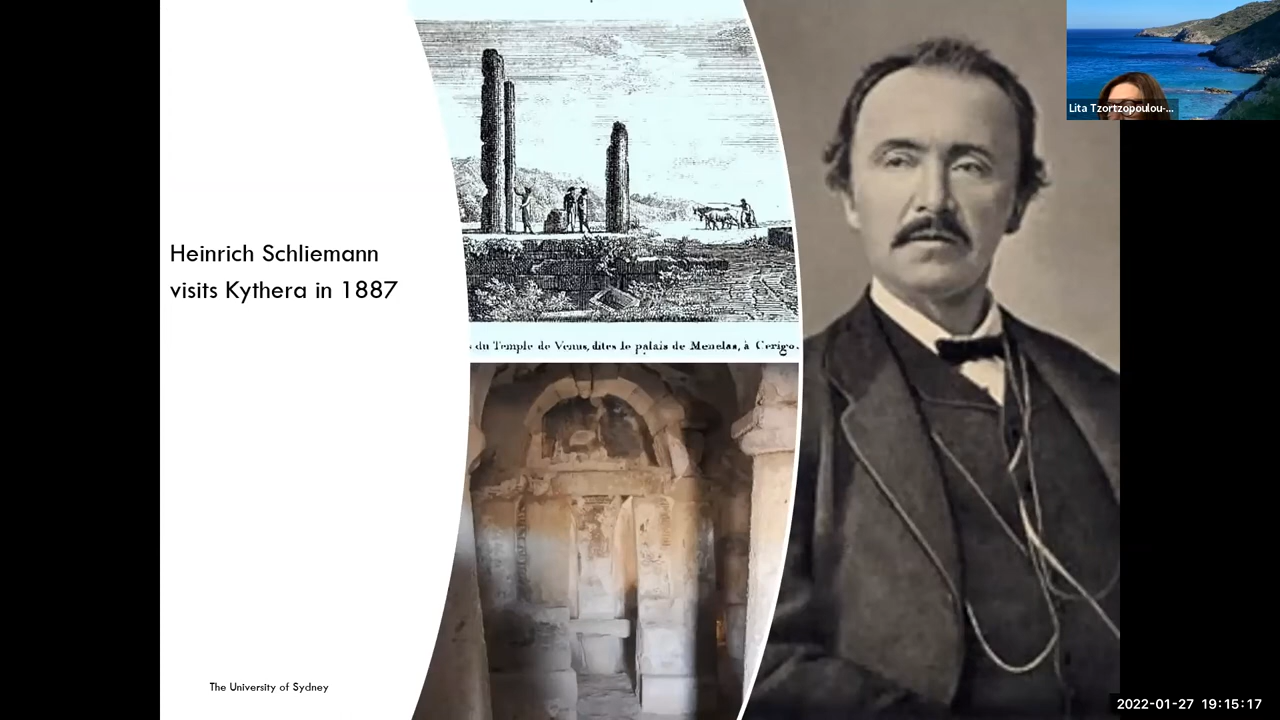 Heinrich Schliemann
visits Kythera in 1887
du Temple de Venus, dites le palais de Menelas, à Cerigo.
The University of Sydney
Lita Tzortzopoulou-...
2022-01-27 19:15:17